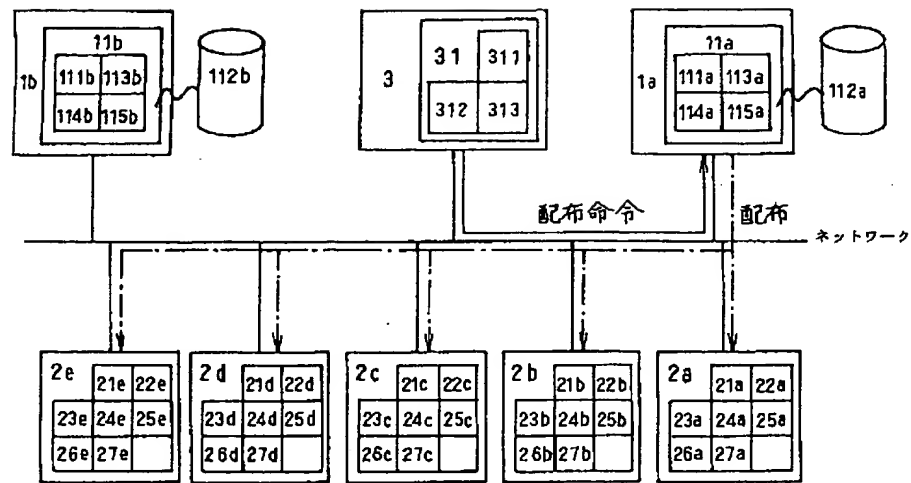 1b
11b
111b 113b
114b 115b
112b
3
31 311
312 313
1a
11a
111a 113a
114a 115a
112a
配布命令
配布
ネットワーク
2e 21e 22e
23e 24e 25e
26e 27e
2d 21d 22d
23d 24d 25d
26d 27d
2c 21c 22c
23c 24c 25c
26c 27c
2b 21b 22b
23b 24b 25b
26b 27b
2a 21a 22a
23a 24a 25a
26a 27a